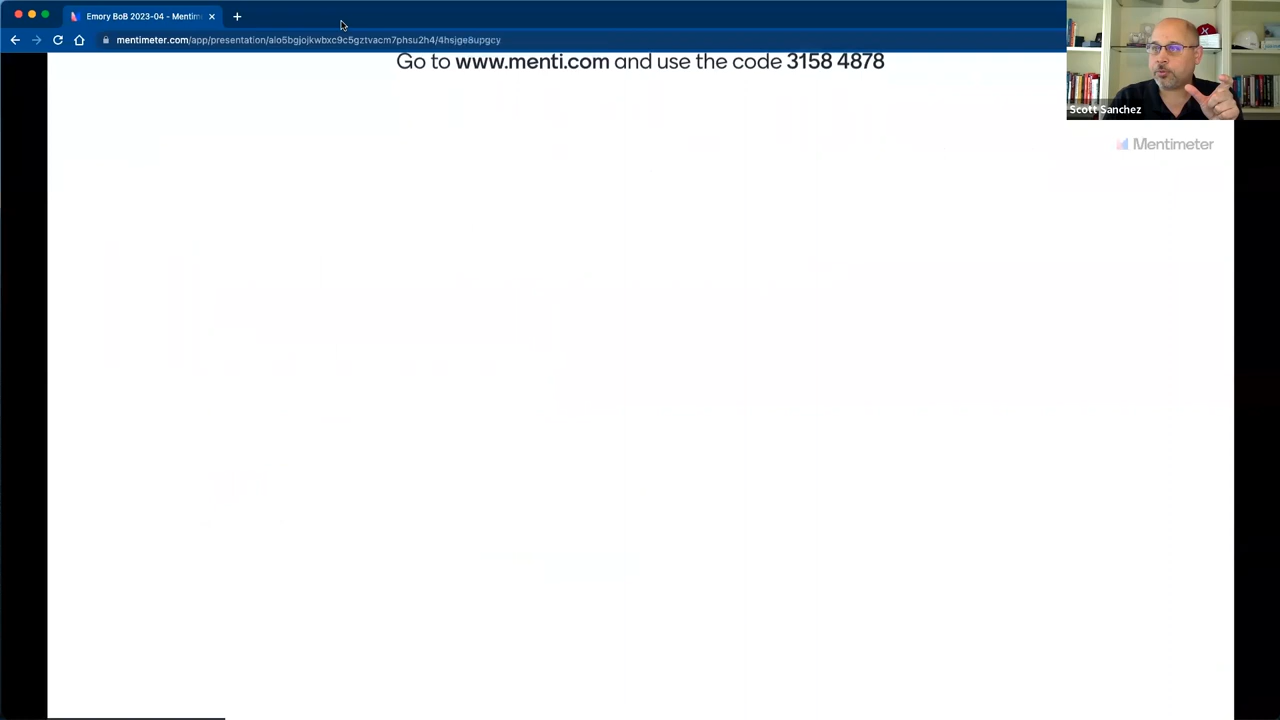 Emory BoB 2023-04 - Mentim
mentimeter.com/app/presentation/alo5bgjojkwbxc9c5gztvacm7phsu2h4/4hsjge8upgcy
Go to www.menti.com and use the code 3158 4878
Scott Sanchez
Mentimeter